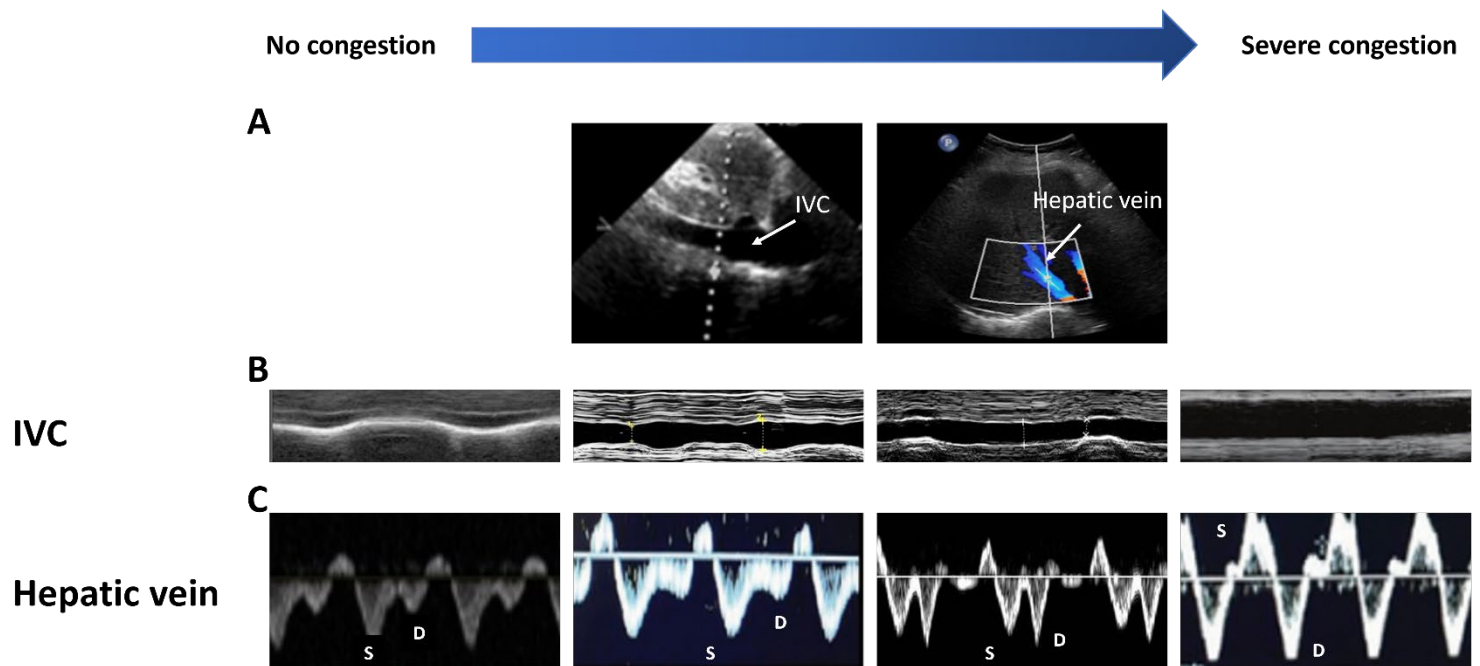 No congestion
Severe congestion
A
IVC
P
Hepatic vein
B
IVC
C
Hepatic vein
S
D
S
D
S
D
S
D